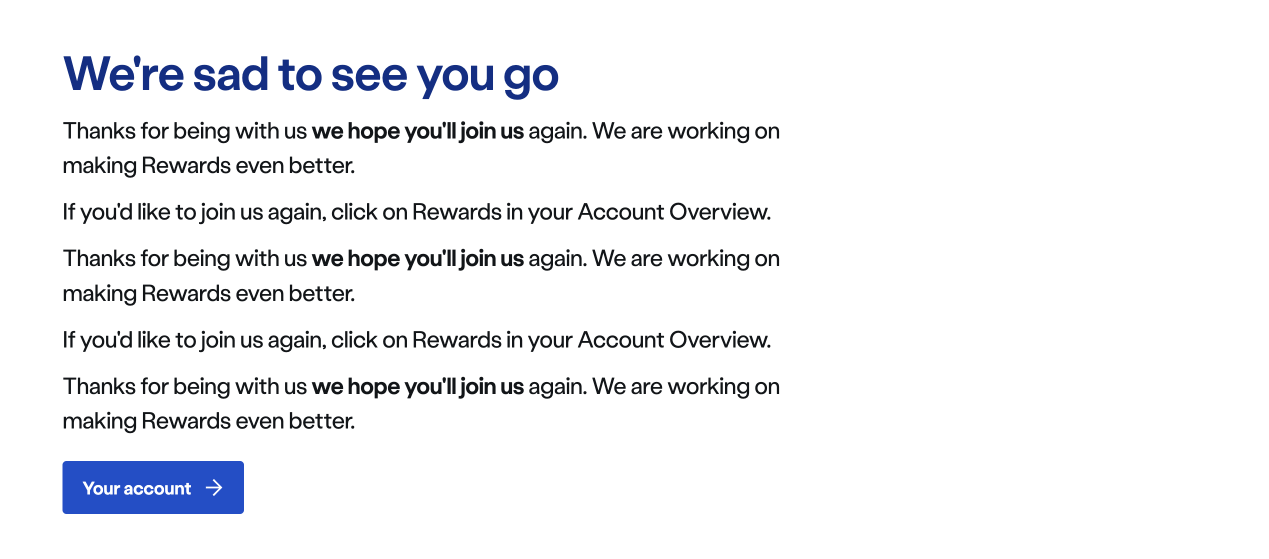 We're sad to see you go
Thanks for being with us we hope you'll join us again. We are working on
making Rewards even better.
If you'd like to join us again, click on Rewards in your Account Overview.
Thanks for being with us we hope you'll join us again. We are working on
making Rewards even better.
If you'd like to join us again, click on Rewards in your Account Overview.
Thanks for being with us we hope you'll join us again. We are working on
making Rewards even better.
Your account